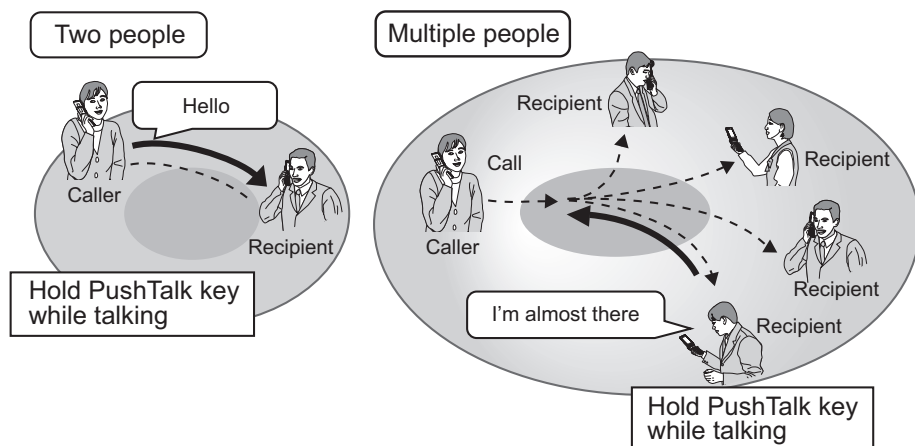 Two people
Hello
Caller
Recipient
Hold PushTalk key
while talking
Multiple people
Recipient
Call
Recipient
Caller
Recipient
I'm almost there
Recipient
Hold PushTalk key
while talking